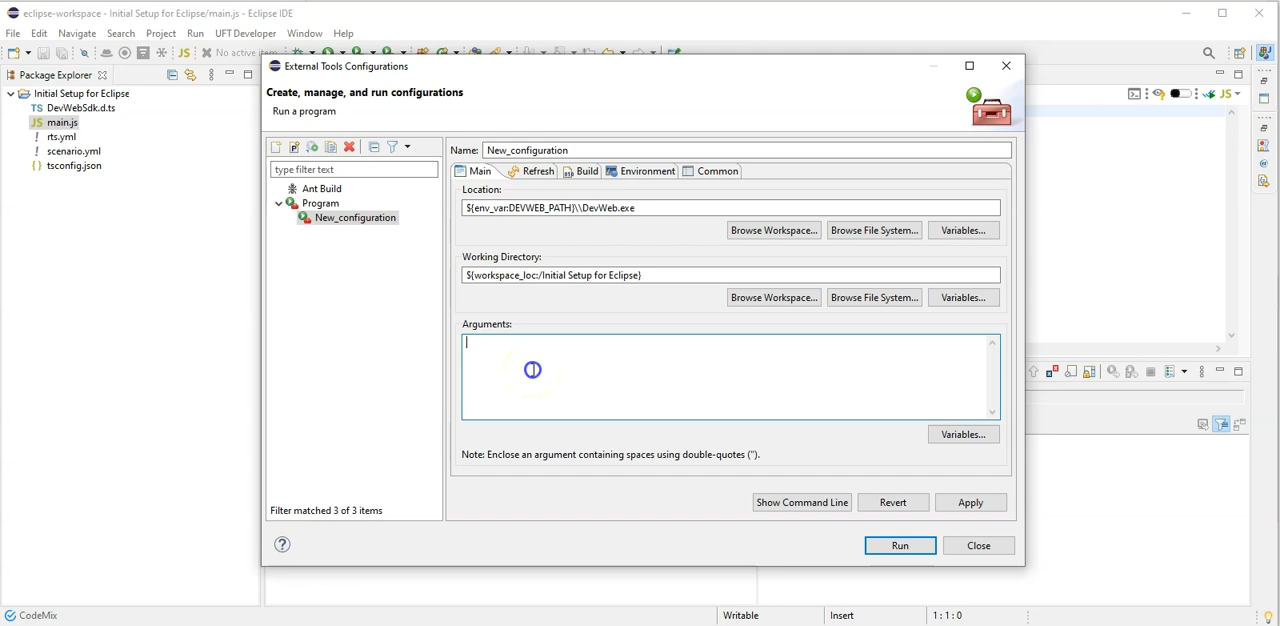 eclipse-workspace - Initial Setup for Eclipse/main.js - Eclipse IDE
File Edit Navigate Search Project Run UFT Developer Window Help
JS No active
Package Explorer
Initial Setup for Eclipse
TS DevWebSdk.d.ts
JS main.js
rts.yml
scenario.yml
tsconfig.json
JS
External Tools Configurations
Create, manage, and run configurations
Run a program
type filter text
Ant Build
Program
New_configuration
Filter matched 3 of 3 items
Name: New_configuration
Main Refresh Build Environment Common
Location:
${env_var:DEVWEB_PATH}\\DevWeb.exe
Browse Workspace... Browse File System... Variables...
Working Directory:
${workspace_loc:/Initial Setup for Eclipse}
Browse Workspace... Browse File System... Variables...
Arguments:
Variables...
Note: Enclose an argument containing spaces using double-quotes (").
Show Command Line Revert Apply
Run Close
CodeMix Writable Insert 1 : 1 : 0